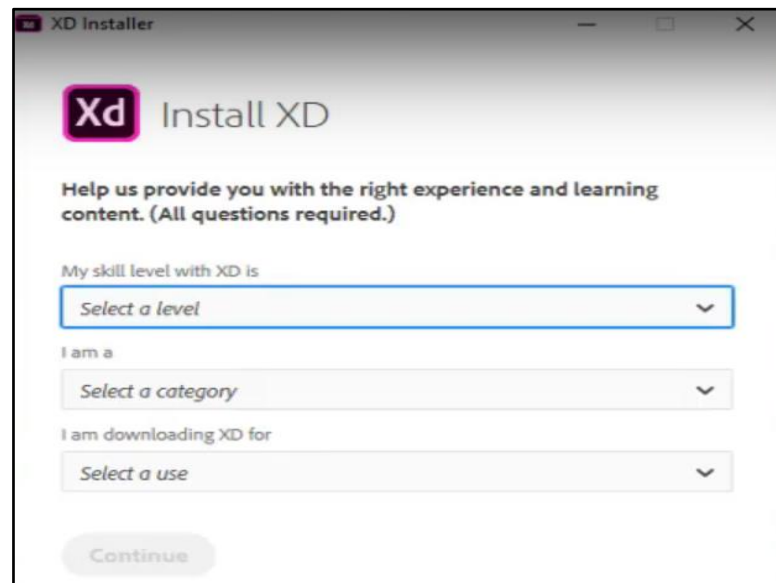 XD Installer
Xd Install XD
Help us provide you with the right experience and learning
content. (All questions required.)
My skill level with XD is
Select a level
I am a
Select a category
I am downloading XD for
Select a use
Continue